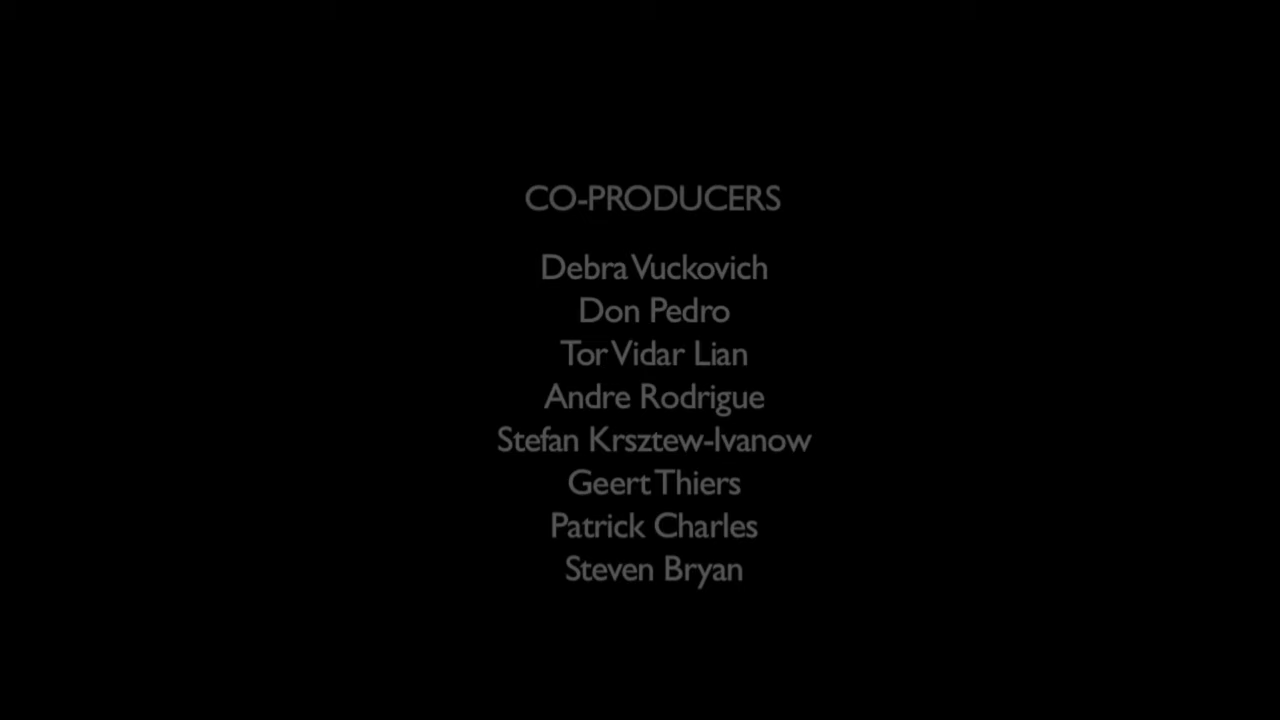 CO-PRODUCERS
Debra Vuckovich
Don Pedro
Tor Vidar Lian
Andre Rodrigue
Stefan Krsztew-Ivanow
Geert Thiers
Patrick Charles
Steven Bryan